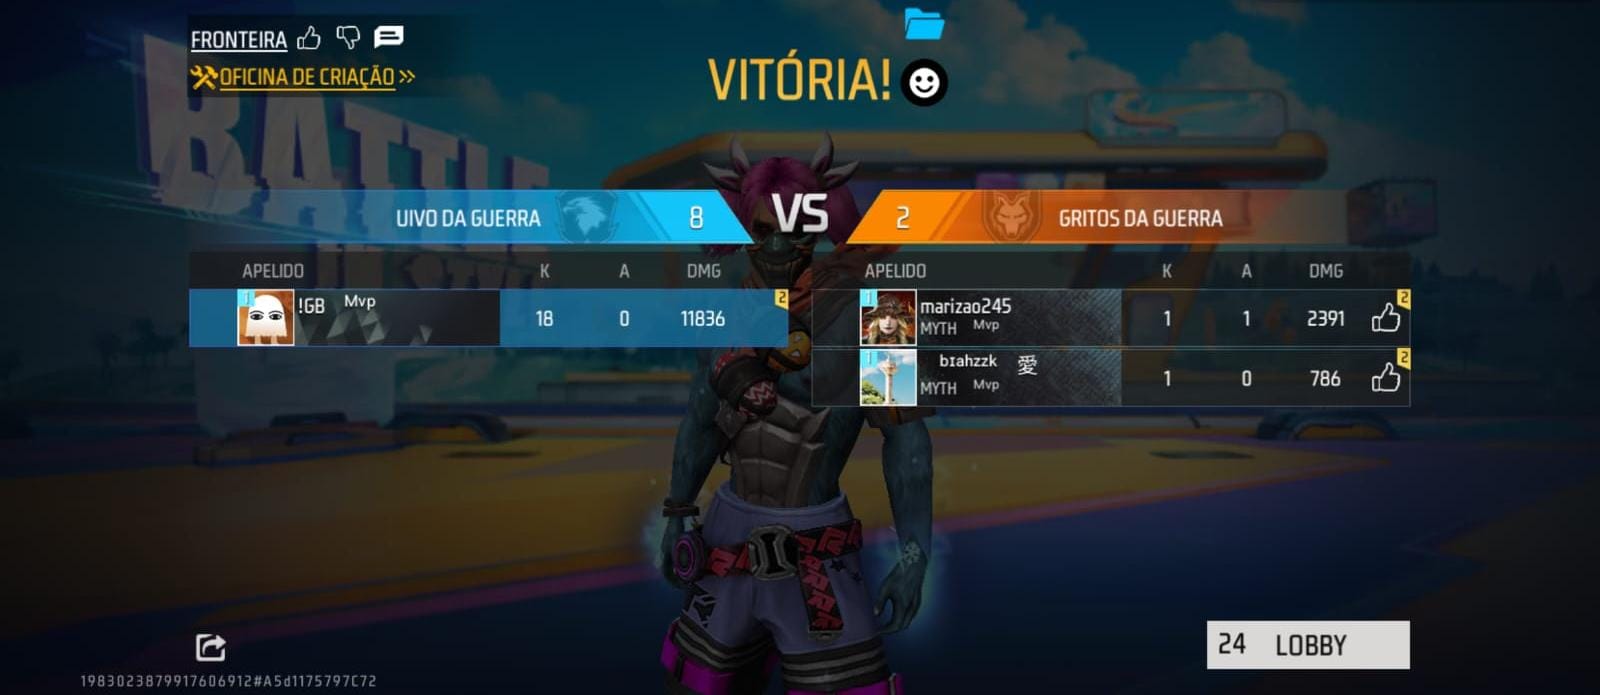 FRONTEIRA
OFICINA DE CRIAÇÃO >>
VITÓRIA!
BATTLE
UIVO DA GUERRA 8 VS 2 GRITOS DA GUERRA
APELIDO K A DMG
1 !GB Mvp 18 0 11836 2
APELIDO K A DMG
1 marizao245 1 1 2391 2
MYTH Mvp
1 bɪahzzk 愛 1 0 786 2
MYTH Mvp
24 LOBBY
1983023879917606912#A5d1175797C72